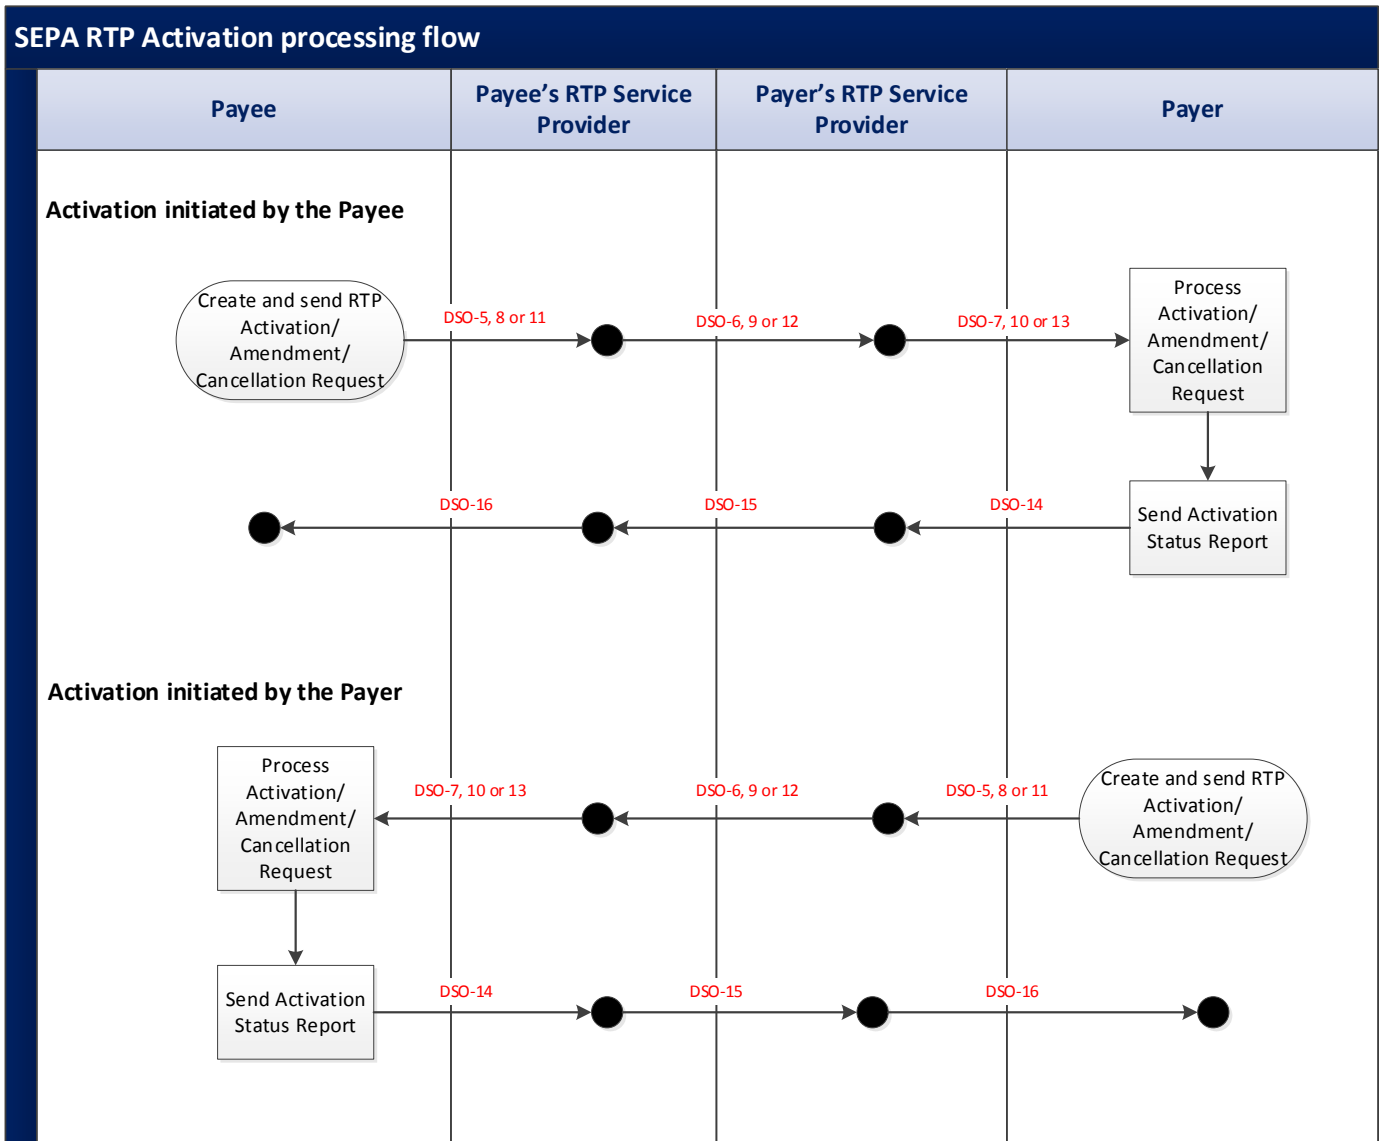 SEPA RTP Activation processing flow
Payee
Payee's RTP Service
Provider
Payer's RTP Service
Provider
Payer
Activation initiated by the Payee
Create and send RTP
Activation/
Amendment/
Cancellation Request
DSO-5, 8 or 11
DSO-6, 9 or 12
DSO-7, 10 or 13
Process
Activation/
Amendment/
Cancellation
Request
DSO-16
DSO-15
DSO-14
Send Activation
Status Report
Activation initiated by the Payer
Process
Activation/
Amendment/
Cancellation
Request
DSO-7, 10 or 13
DSO-6, 9 or 12
DSO-5, 8 or 11
Create and send RTP
Activation/
Amendment/
Cancellation Request
Send Activation
Status Report
DSO-14
DSO-15
DSO-16